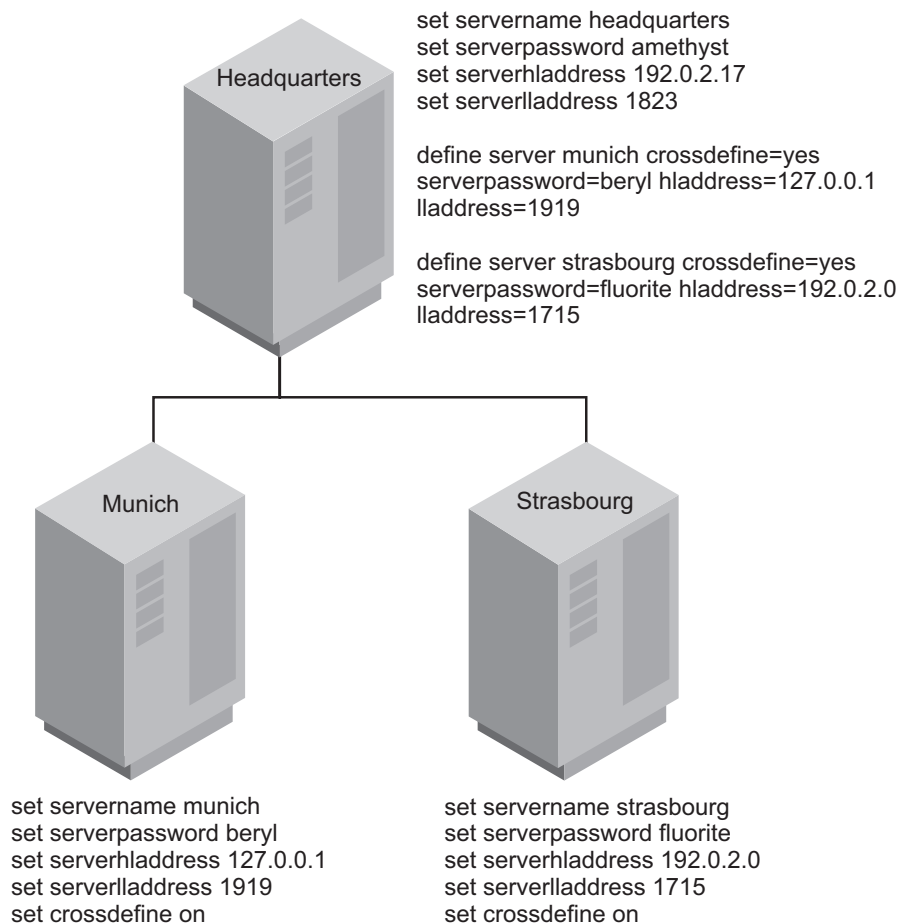 Headquarters
set servername headquarters
set serverpassword amethyst
set serverhladdress 192.0.2.17
set serverlladdress 1823
define server munich crossdefine=yes
serverpassword=beryl hladdress=127.0.0.1
lladdress=1919
define server strasbourg crossdefine=yes
serverpassword=fluorite hladdress=192.0.2.0
lladdress=1715
Munich
set servername munich
set serverpassword beryl
set serverhladdress 127.0.0.1
set serverlladdress 1919
set crossdefine on
Strasbourg
set servername strasbourg
set serverpassword fluorite
set serverhladdress 192.0.2.0
set serverlladdress 1715
set crossdefine on